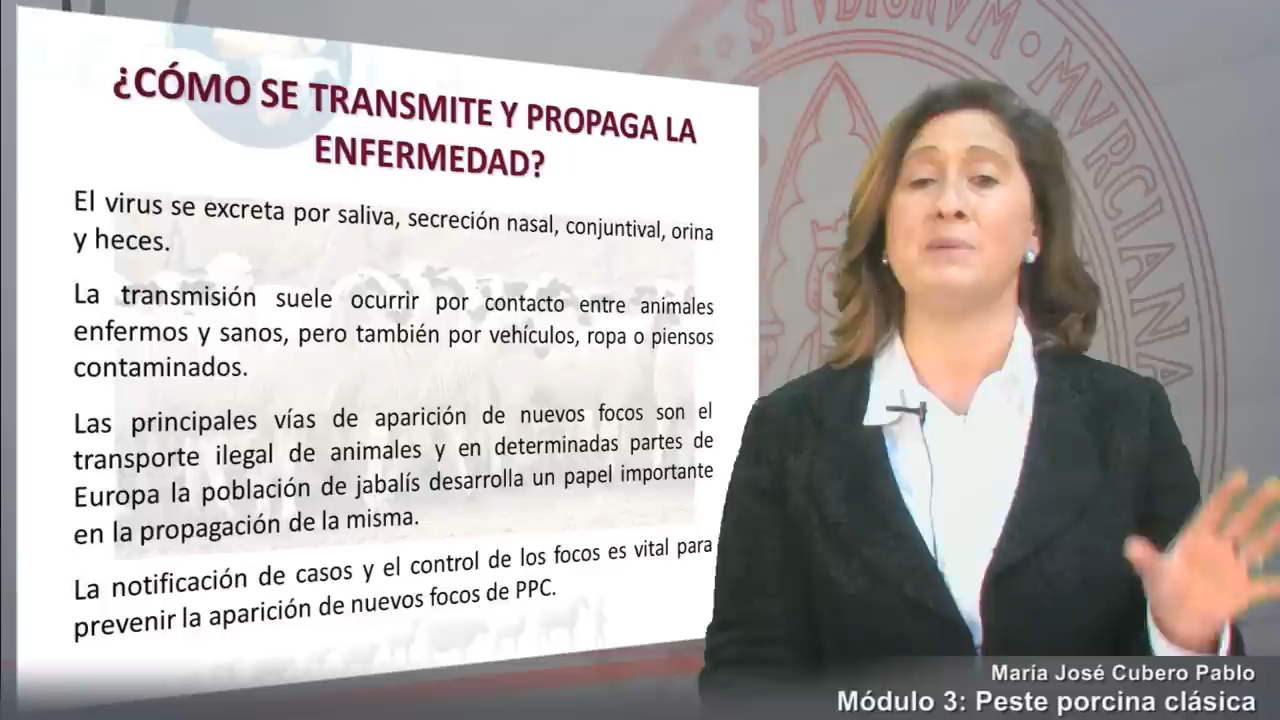 ¿CÓMO SE TRANSMITE Y PROPAGA LA
ENFERMEDAD?
El virus se excreta por saliva, secreción nasal, conjuntival, orina
y heces.
La transmisión suele ocurrir por contacto entre animales
enfermos y sanos, pero también por vehículos, ropa o piensos
contaminados.
Las principales vías de aparición de nuevos focos son el
transporte ilegal de animales y en determinadas partes de
Europa la población de jabalís desarrolla un papel importante
en la propagación de la misma.
La notificación de casos y el control de los focos es vital para
prevenir la aparición de nuevos focos de PPC.
STVDIORVM • MVRCIANA
María José Cubero Pablo
Módulo 3: Peste porcina clásica